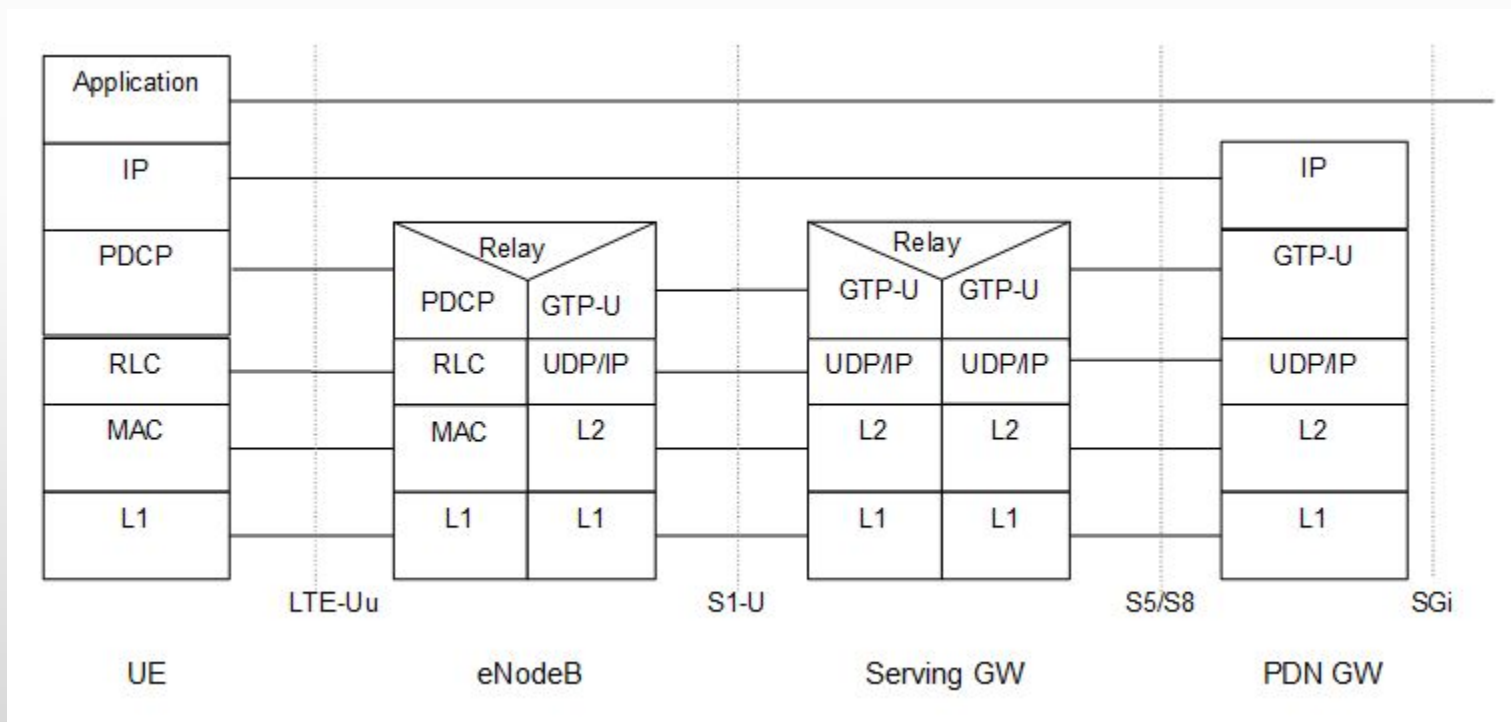 Application
IP IP
Relay Relay
PDCP GTP-U
PDCP GTP-U GTP-U GTP-U
RLC RLC UDP/IP UDP/IP UDP/IP UDP/IP
MAC MAC L2 L2 L2 L2
L1 L1 L1 L1 L1 L1
LTE-Uu S1-U S5/S8 SGi
UE eNodeB Serving GW PDN GW